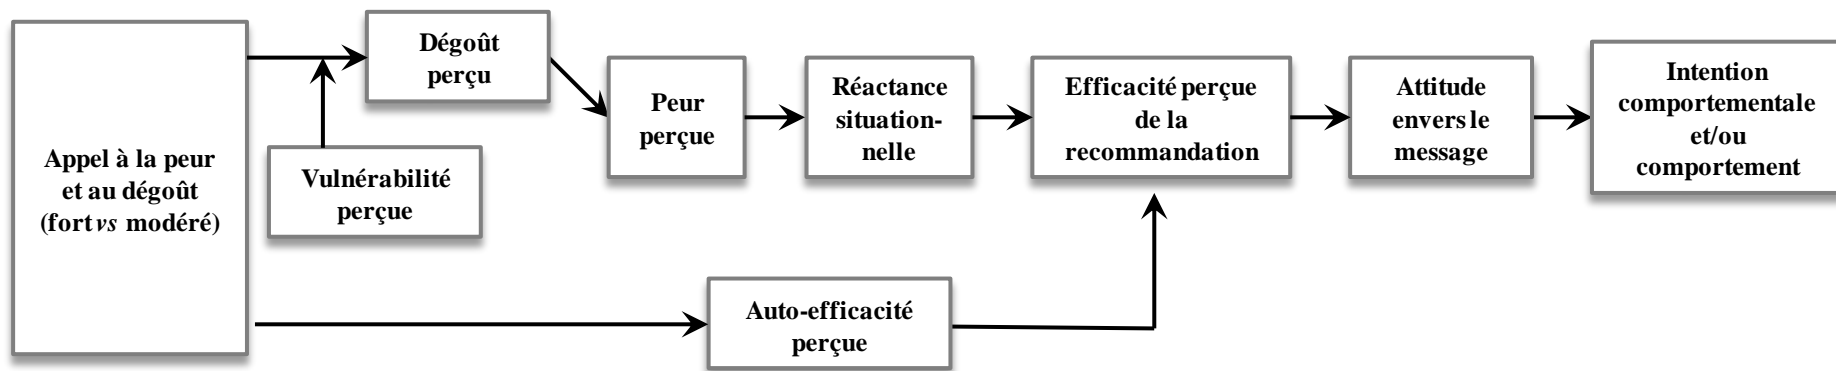 Appel à la peur
et au dégoût
(fort vs modéré)
Dégoût
perçu
Vulnérabilité
perçue
Peur
perçue
Réactance
situation-
nelle
Efficacité perçue
de la
recommandation
Attitude
envers le
message
Intention
comportementale
et/ou
comportement
Auto-efficacité
perçue